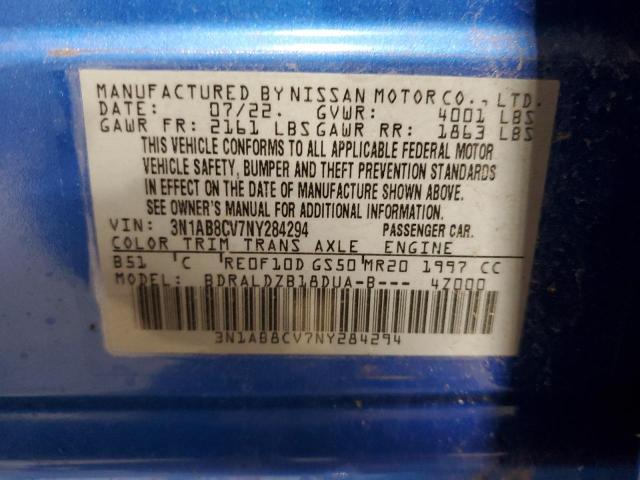 MANUFACTURED BY NISSAN MOTOR CO., LTD.
DATE: 07/22. GVWR: 4001 LBS
GAWR FR: 2161 LBS GAWR RR: 1863 LBS
THIS VEHICLE CONFORMS TO ALL APPLICABLE FEDERAL MOTOR
VEHICLE SAFETY, BUMPER AND THEFT PREVENTION STANDARDS
IN EFFECT ON THE DATE OF MANUFACTURE SHOWN ABOVE.
SEE OWNER'S MANUAL FOR ADDITIONAL INFORMATION.
VIN: 3N1AB8CV7NY284294 PASSENGER CAR.
COLOR TRIM TRANS AXLE ENGINE
B51 C RE0F10D GS50 MR20 1997 CC
MODEL: BDRALDZB18DUA-B--- 4Z000
3N1AB8CV7NY284294